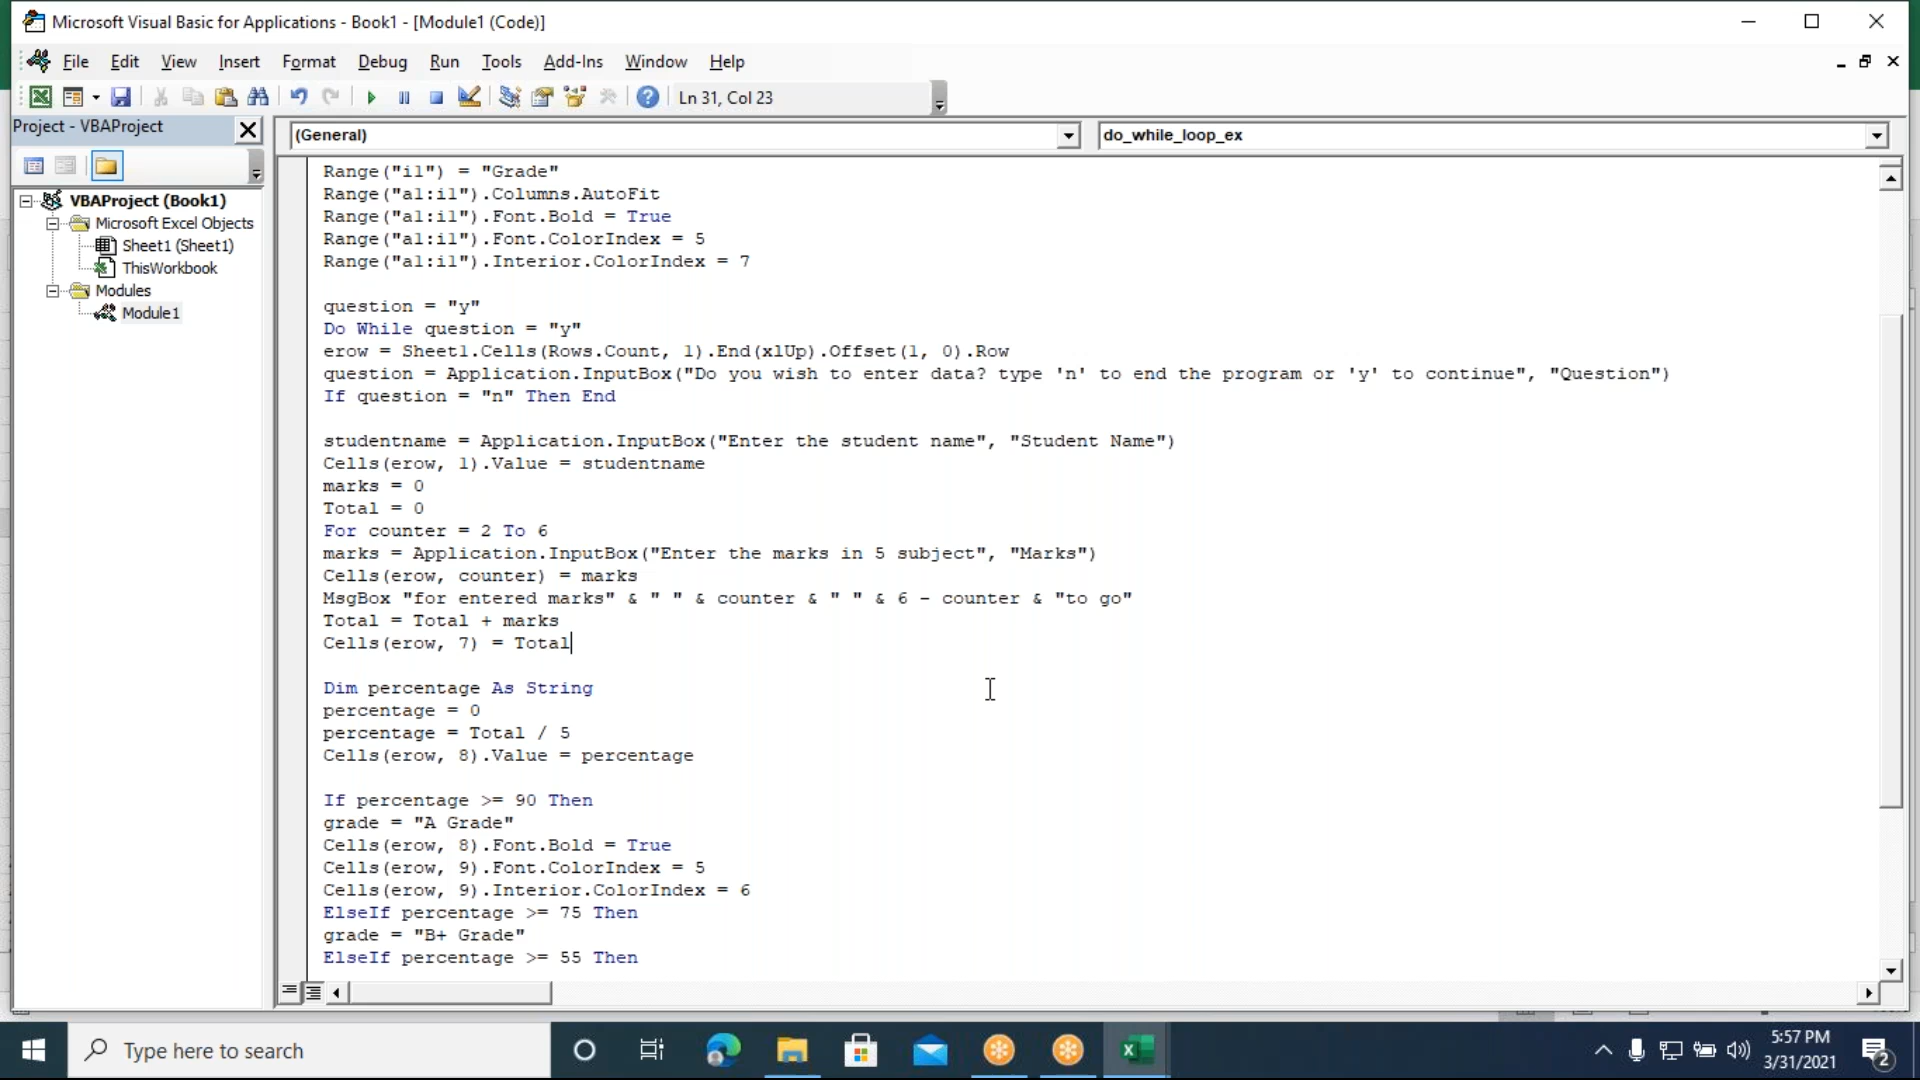 Microsoft Visual Basic for Applications - Book1 - [Module1 (Code)]
File Edit View Insert Format Debug Run Tools Add-Ins Window Help
Ln 31, Col 23
Project - VBAProject
(General)
do_while_loop_ex
VBAProject (Book1)
Microsoft Excel Objects
Sheet1 (Sheet1)
ThisWorkbook
Modules
Module1
Range("i1") = "Grade"
Range("a1:i1").Columns.AutoFit
Range("a1:i1").Font.Bold = True
Range("a1:i1").Font.ColorIndex = 5
Range("a1:i1").Interior.ColorIndex = 7
question = "y"
Do While question = "y"
erow = Sheet1.Cells(Rows.Count, 1).End(xlUp).Offset(1, 0).Row
question = Application.InputBox("Do you wish to enter data? type 'n' to end the program or 'y' to continue", "Question")
If question = "n" Then End
studentname = Application.InputBox("Enter the student name", "Student Name")
Cells(erow, 1).Value = studentname
marks = 0
Total = 0
For counter = 2 To 6
marks = Application.InputBox("Enter the marks in 5 subject", "Marks")
Cells(erow, counter) = marks
MsgBox "for entered marks" & " " & counter & " " & 6 - counter & "to go"
Total = Total + marks
Cells(erow, 7) = Total
Dim percentage As String
percentage = 0
percentage = Total / 5
Cells(erow, 8).Value = percentage
If percentage >= 90 Then
grade = "A Grade"
Cells(erow, 8).Font.Bold = True
Cells(erow, 9).Font.ColorIndex = 5
Cells(erow, 9).Interior.ColorIndex = 6
ElseIf percentage >= 75 Then
grade = "B+ Grade"
ElseIf percentage >= 55 Then
Type here to search
5:57 PM
3/31/2021
2